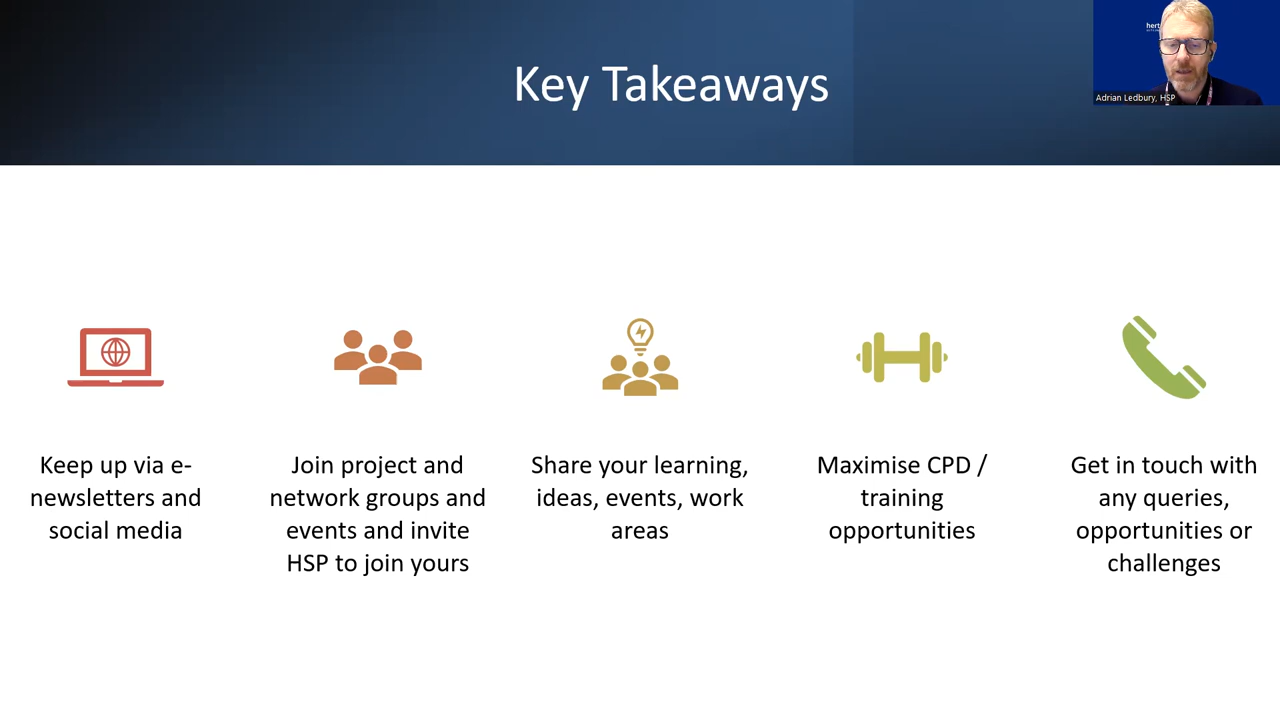 Key Takeaways
hert
Adrian Ledbury, HSP
Keep up via e-
newsletters and
social media
Join project and
network groups and
events and invite
HSP to join yours
Share your learning,
ideas, events, work
areas
Maximise CPD /
training
opportunities
Get in touch with
any queries,
opportunities or
challenges